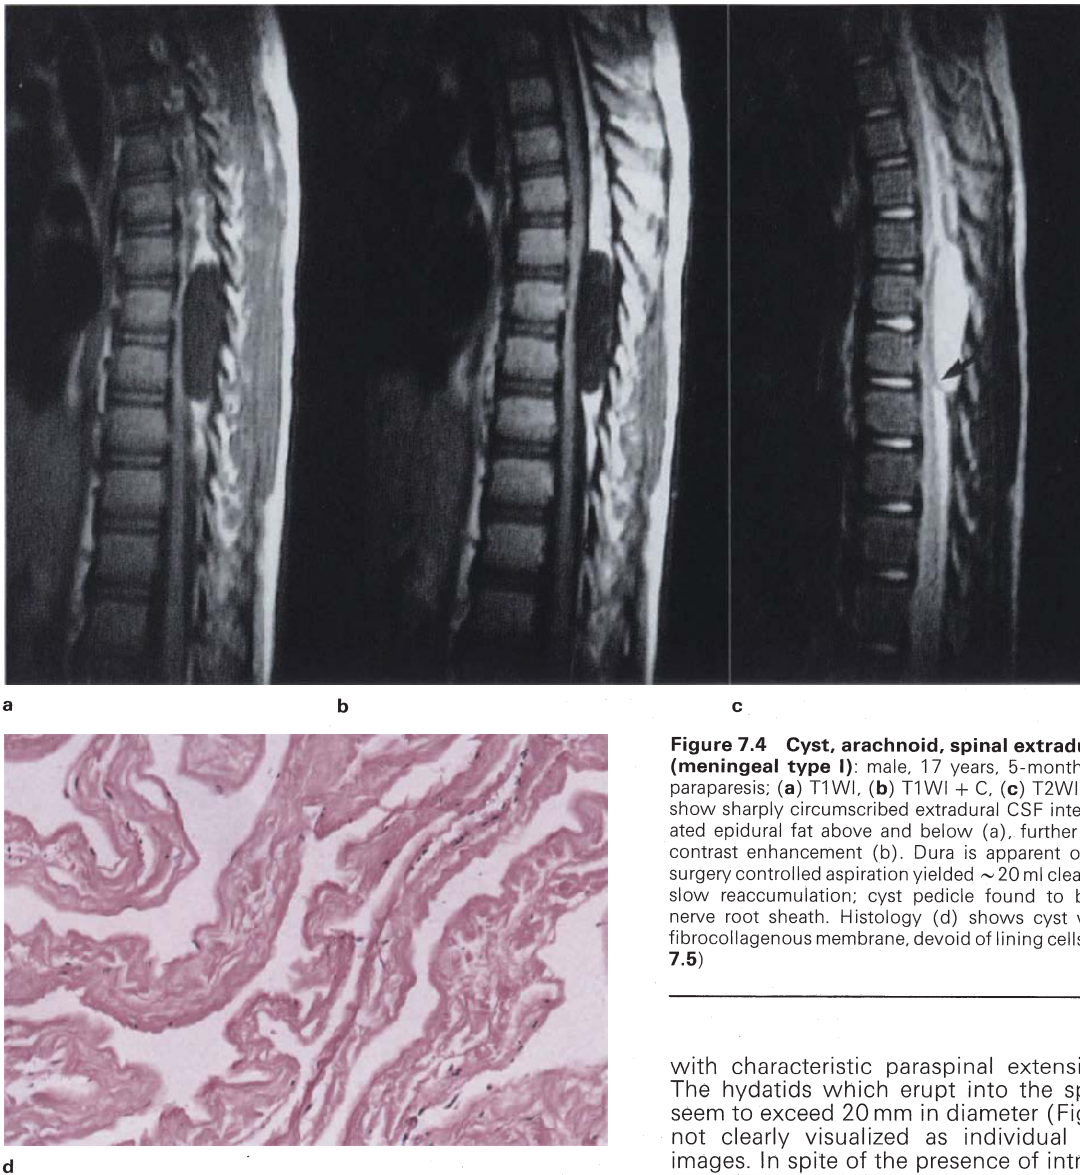 a
b
c
Figure 7.4 Cyst, arachnoid, spinal extradu
(meningeal type I): male, 17 years, 5-month
paraparesis; (a) T1WI, (b) T1WI + C, (c) T2WI
show sharply circumscribed extradural CSF inte
ated epidural fat above and below (a), further
contrast enhancement (b). Dura is apparent o
surgery controlled aspiration yielded ~20 ml clea
slow reaccumulation; cyst pedicle found to b
nerve root sheath. Histology (d) shows cyst
fibrocollagenous membrane, devoid of lining cells
7.5)
with characteristic paraspinal extensi
The hydatids which erupt into the sp
seem to exceed 20 mm in diameter (Fig
not clearly visualized as individual
images. In spite of the presence of intr
d